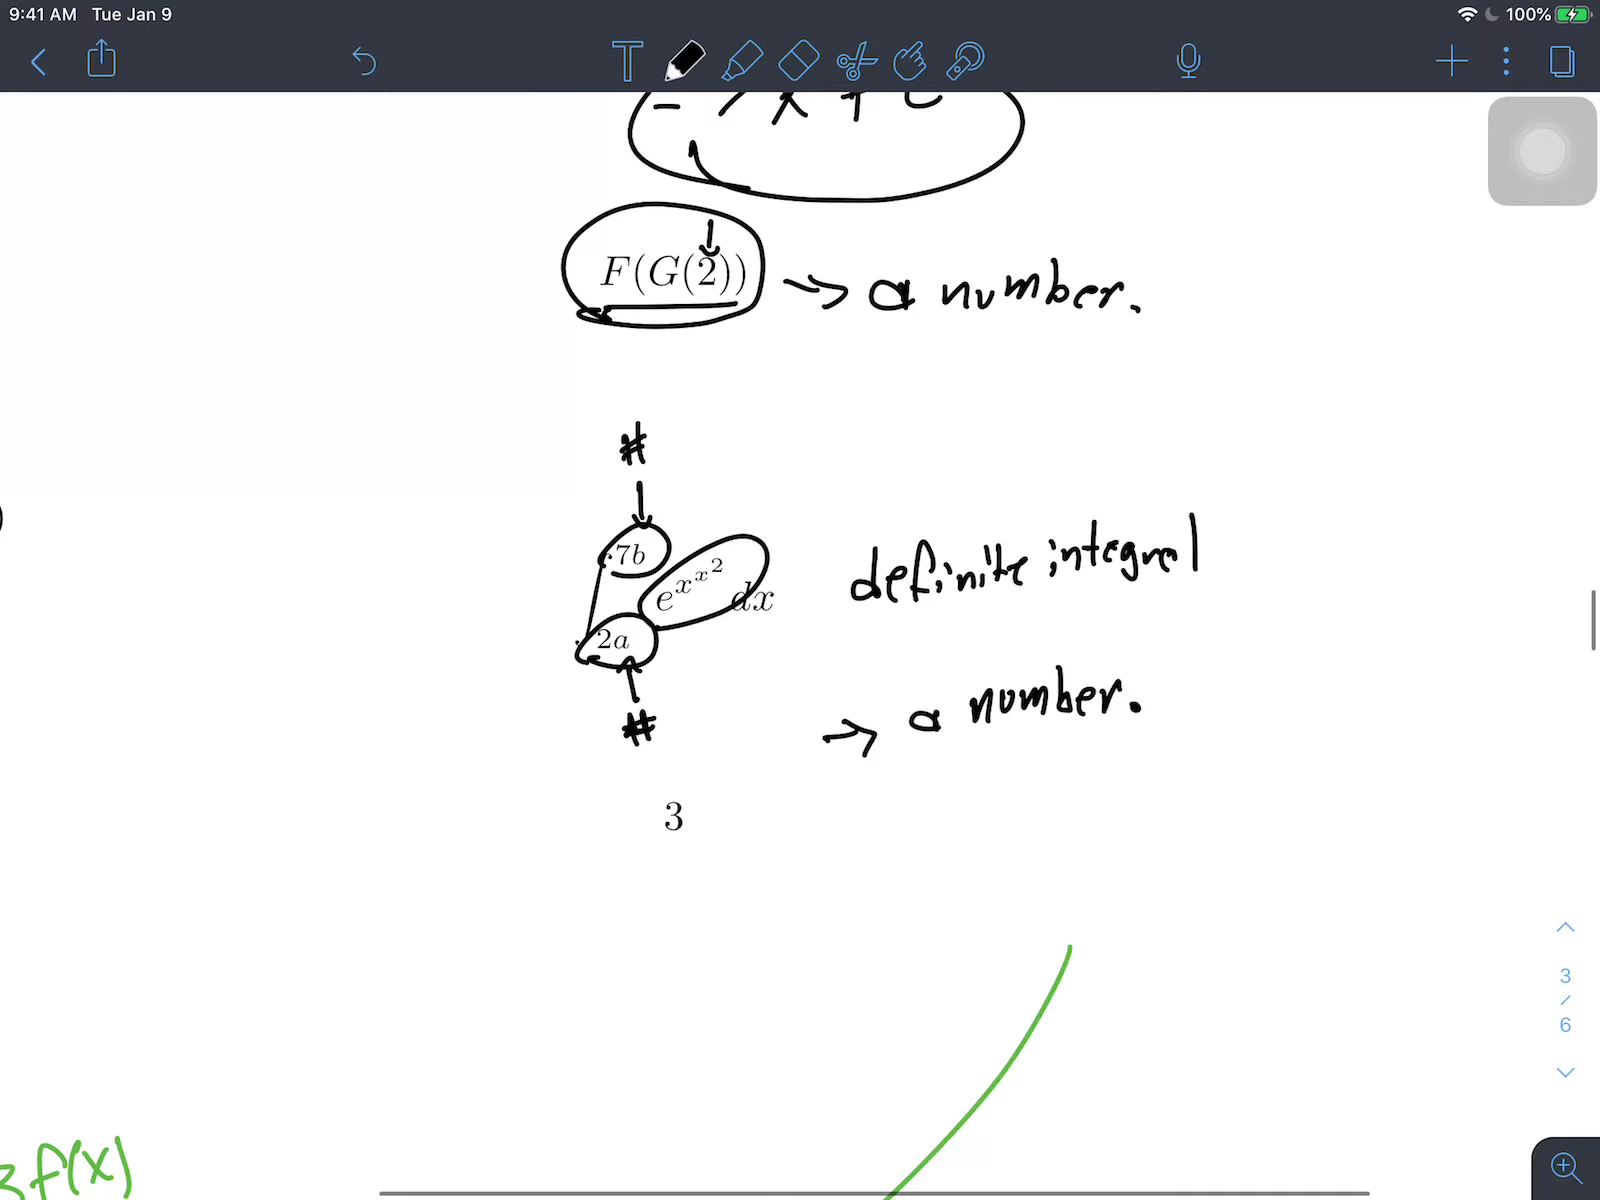 9:41 AM Tue Jan 9
100%
T
F(G(2)) → a number.
#
∫_{2a}^{7b} e^{x^{x^2}} dx definite integral
#
→ a number.
3
3
/
6
3f(x)